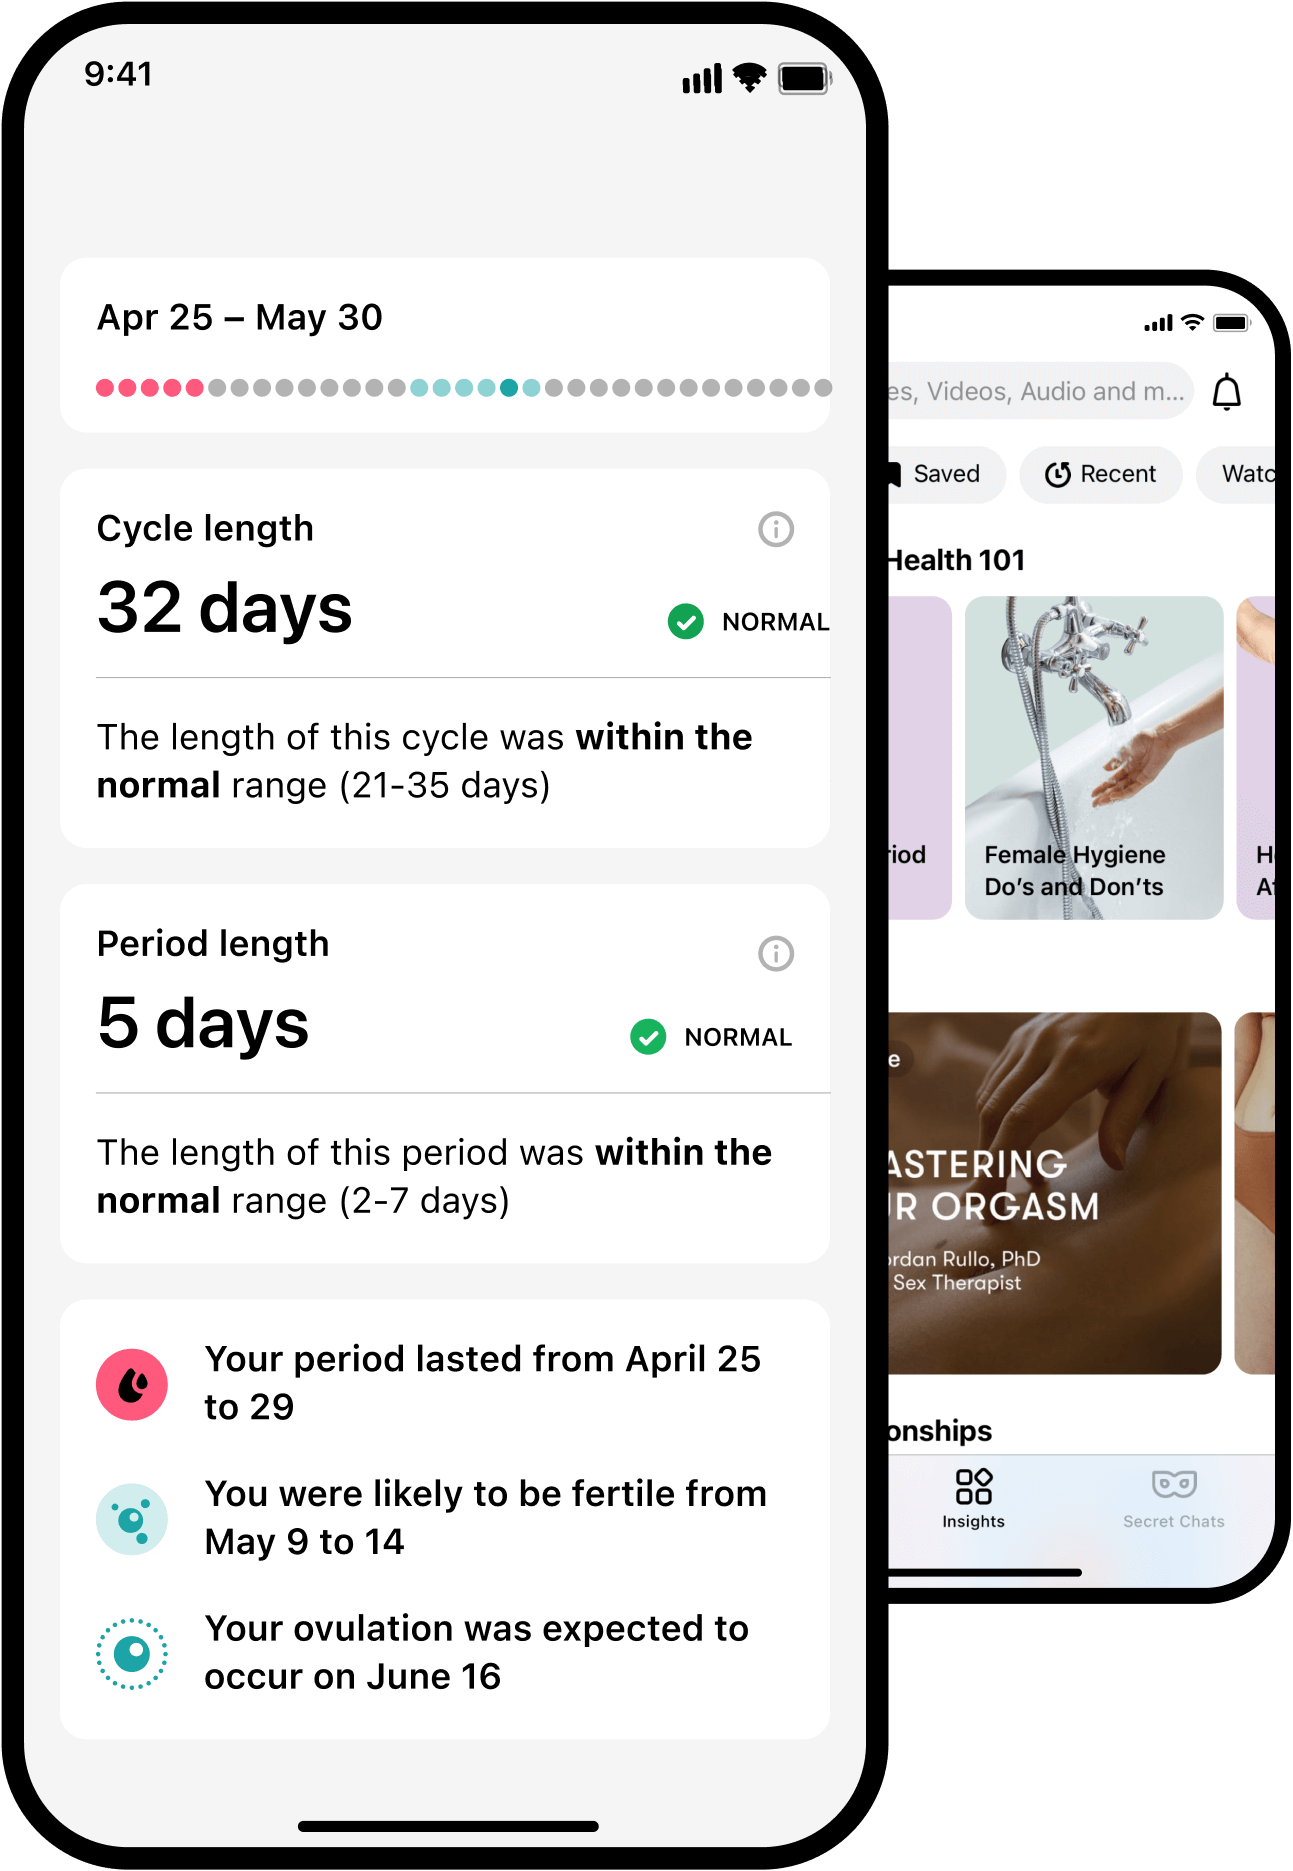 9:41
Apr 25 – May 30
Cycle length
32 days
NORMAL
The length of this cycle was within the
normal range (21-35 days)
Period length
5 days
NORMAL
The length of this period was within the
normal range (2-7 days)
Your period lasted from April 25
to 29
You were likely to be fertile from
May 9 to 14
Your ovulation was expected to
occur on June 16
es, Videos, Audio and m...
Saved
Recent
Watc
Health 101
riod
Female Hygiene
Do's and Don'ts
H
A
e
ASTERING
UR ORGASM
ordan Rullo, PhD
Sex Therapist
onships
Insights
Secret Chats